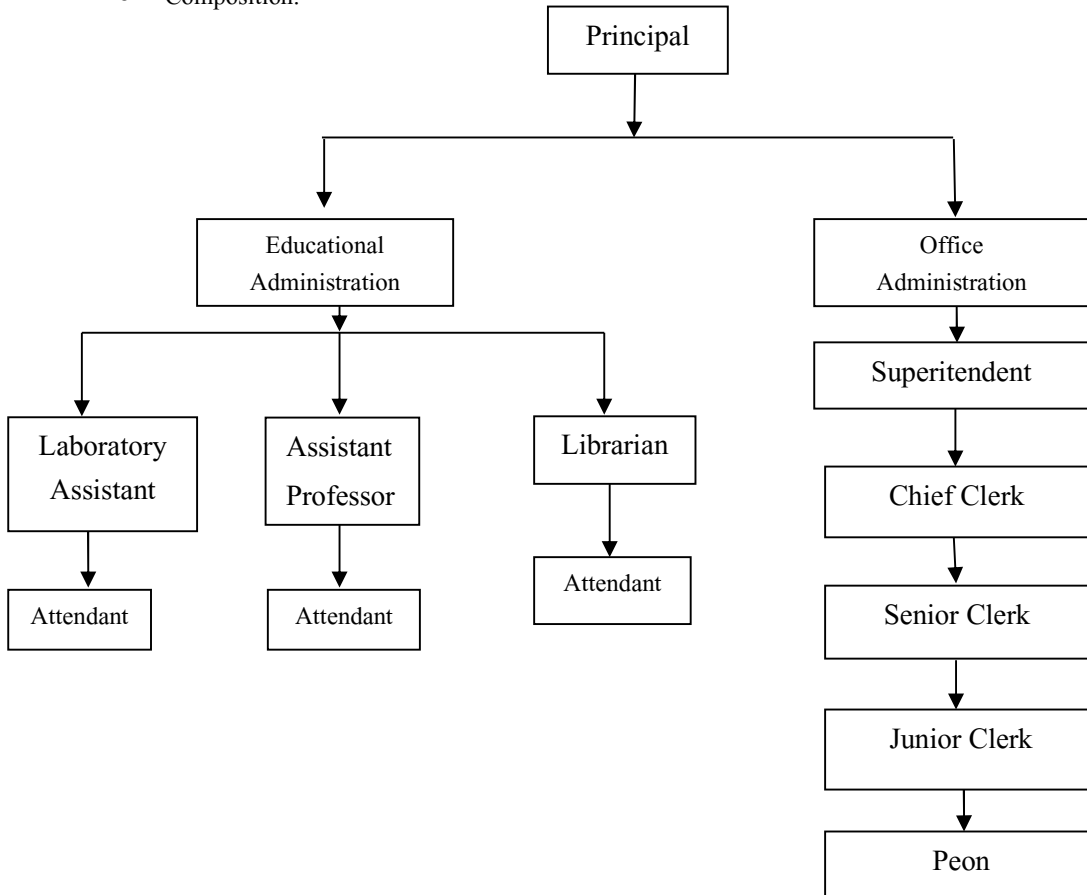 Composition:
Principal
Educational
Administration
Office
Administration
Superitendent
Laboratory
Assistant
Assistant
Professor
Librarian
Chief Clerk
Attendant
Attendant
Attendant
Senior Clerk
Junior Clerk
Peon